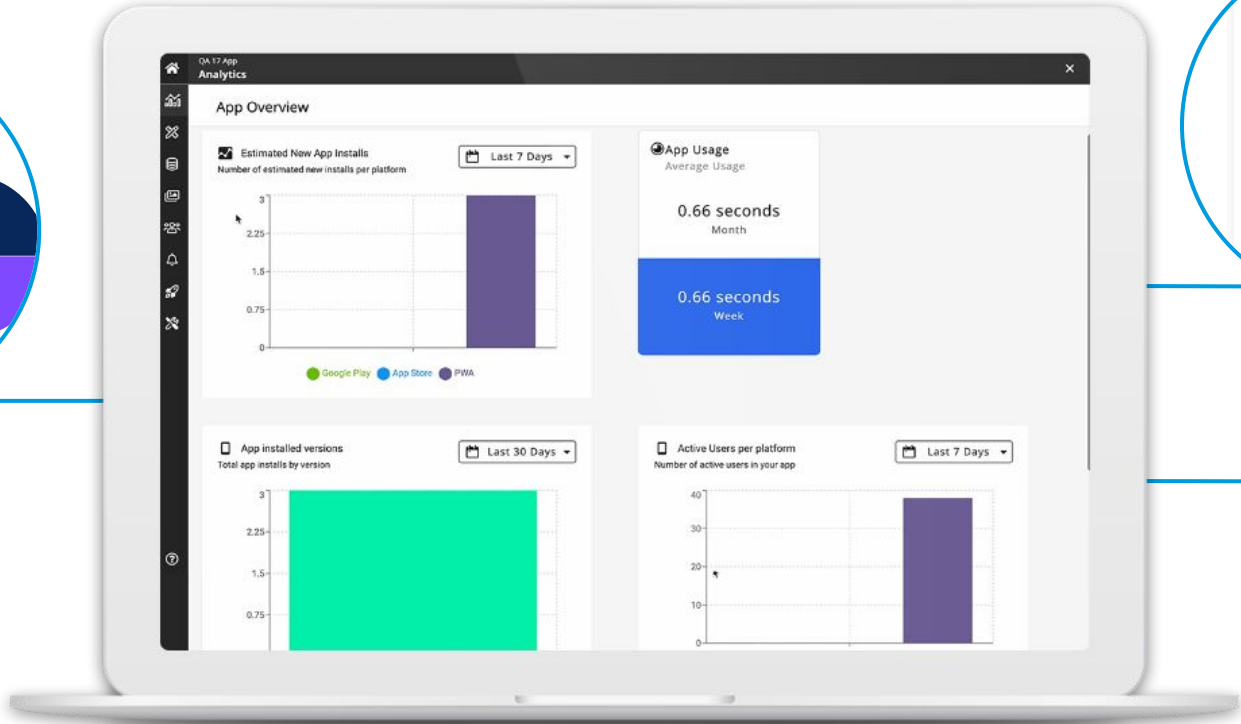 QA 17 App
Analytics
App Overview
Estimated New App Installs
Number of estimated new installs per platform
Last 7 Days
3
2.25
1.5
0.75
0
Google Play
App Store
PWA
App Usage
Average Usage
0.66 seconds
Month
0.66 seconds
Week
App installed versions
Total app installs by version
Last 30 Days
3
2.25
1.5
0.75
Active Users per platform
Number of active users in your app
Last 7 Days
40
30
20
10
0